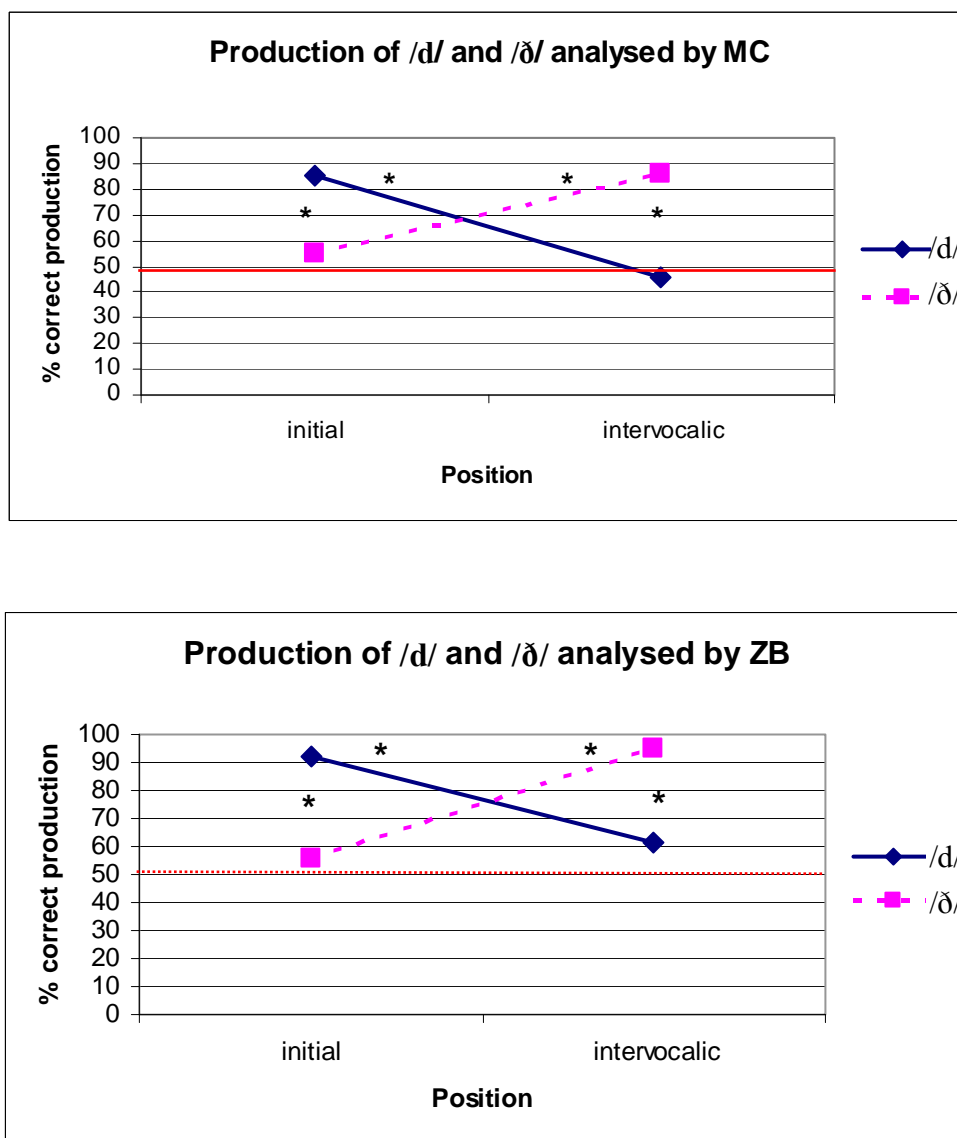 Production of /d/ and /ð/ analysed by MC
% correct production
100
90
80
70
60
50
40
30
20
10
0
*
*
*
*
initial intervocalic
Position
/d/
/ð/
Production of /d/ and /ð/ analysed by ZB
% correct production
100
90
80
70
60
50
40
30
20
10
0
*
*
*
*
initial intervocalic
Position
/d/
/ð/